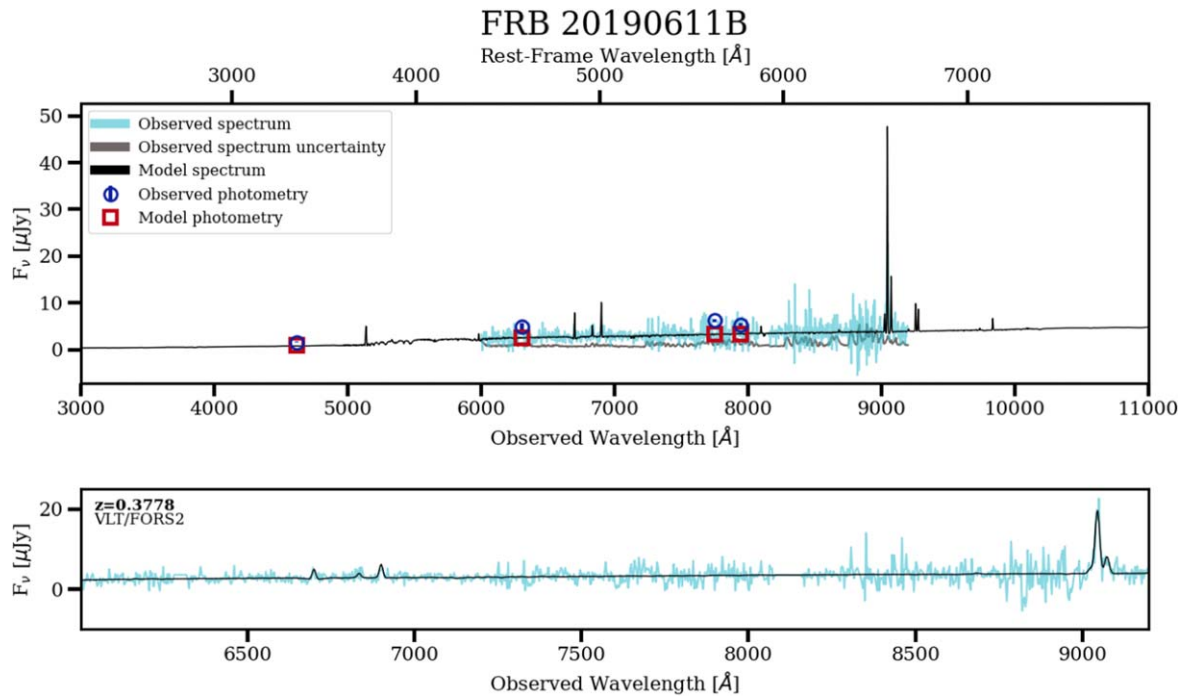 FRB 20190611B
Rest-Frame Wavelength [Å]
3000 4000 5000 6000 7000
50
40
30
20
10
0
F_ν [μJy]
Observed spectrum
Observed spectrum uncertainty
Model spectrum
Observed photometry
Model photometry
3000 4000 5000 6000 7000 8000 9000 10000 11000
Observed Wavelength [Å]
20
0
F_ν [μJy]
z=0.3778
VLT/FORS2
6500 7000 7500 8000 8500 9000
Observed Wavelength [Å]